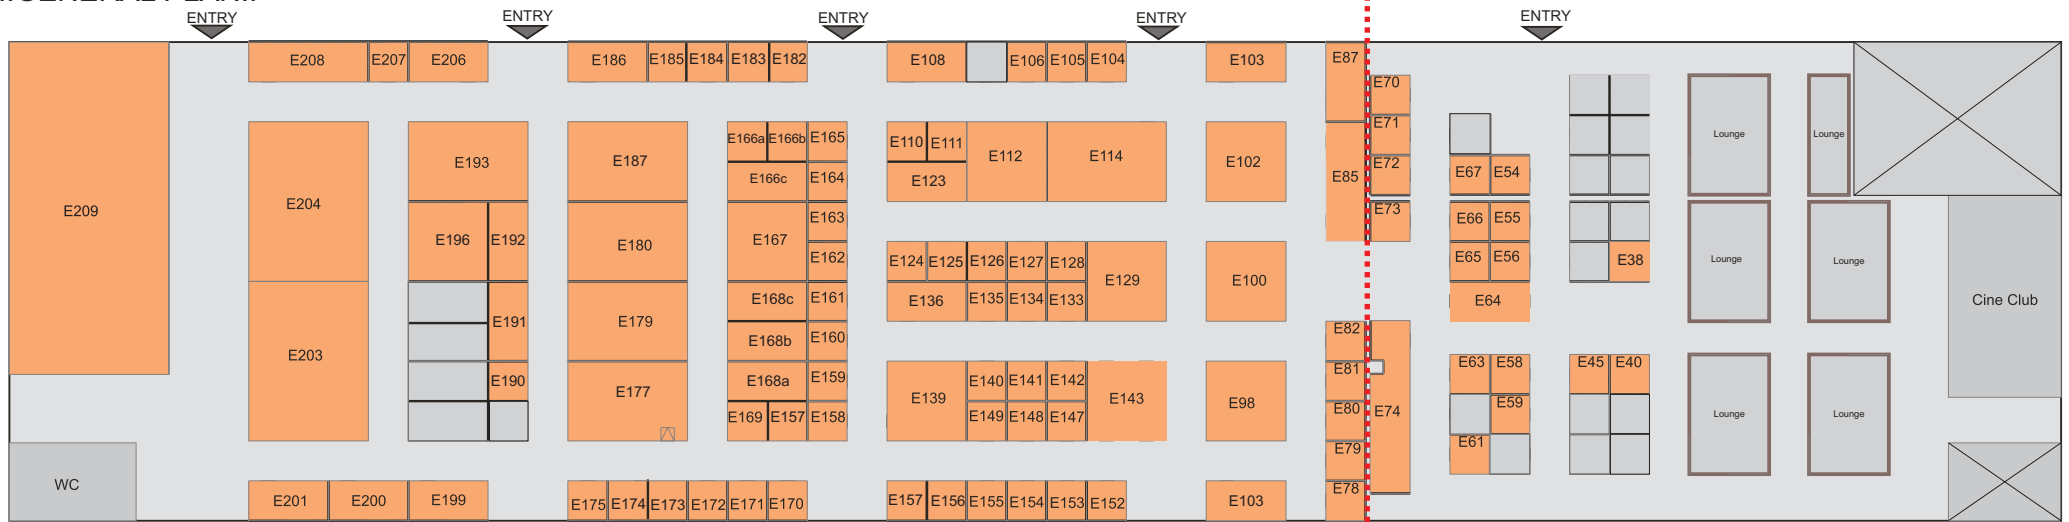 ENTRY ENTRY ENTRY ENTRY ENTRY
E208 E207 E206 E186 E185 E184 E183 E182 E108 E106 E105 E104 E103 E87
E70
E71
E166a E166b E165 E110 E111
E193 E187 E112 E114 E102 Lounge Lounge
E72
E67 E54
E166c E164 E123 E85
E209 E204
E73
E163 E66 E55
E196 E192 E180 E167
E162 E124 E125 E126 E127 E128 E65 E56 E38 Lounge Lounge
E129 E100
E168c E161 E136 E135 E134 E133 E64 Cine Club
E191 E179
E82
E168b E160
E203
E63 E58 E45 E40
E81
E190 E168a E159 E140 E141 E142
E177 E139 E143 E98
E59
E80 E74 Lounge Lounge
E169 E157 E158 E149 E148 E147
E61
E79
WC
E78
E201 E200 E199 E175 E174 E173 E172 E171 E170 E157 E156 E155 E154 E153 E152 E103